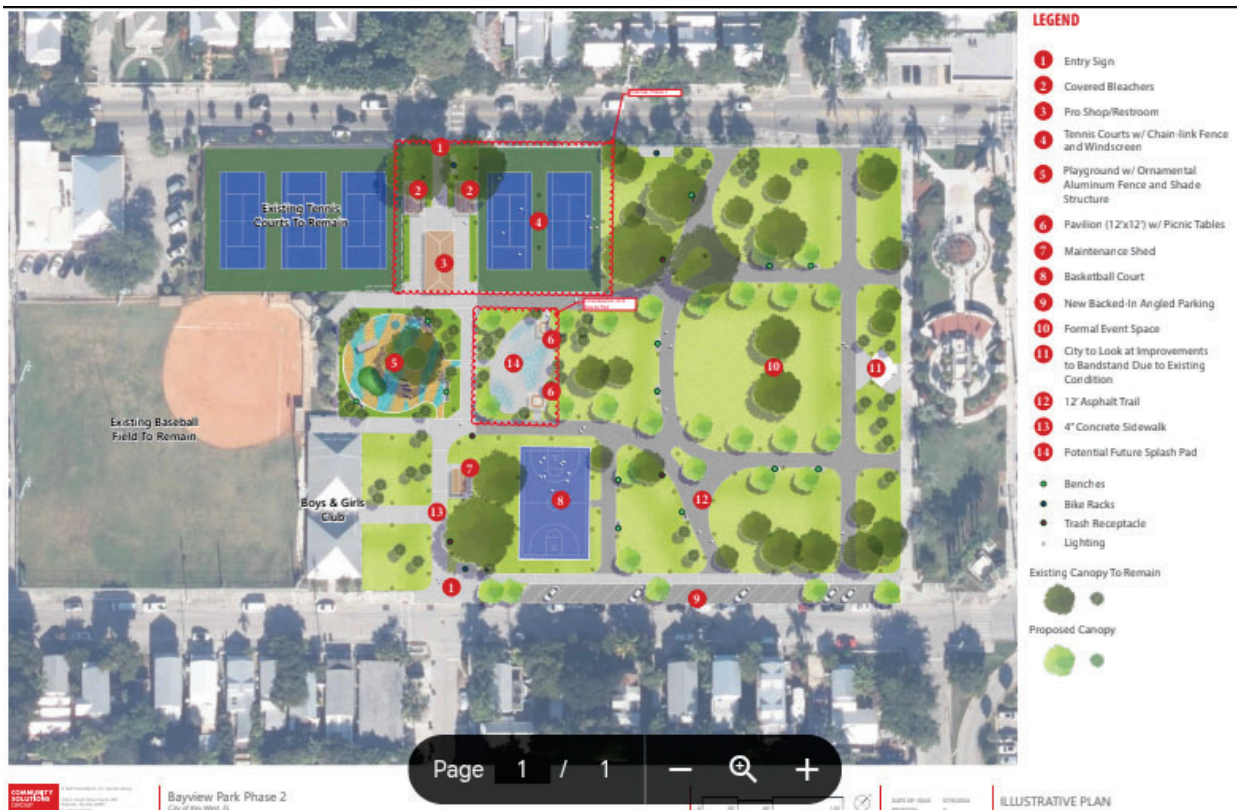 LEGEND
1 Entry Sign
2 Covered Bleachers
3 Pro Shop/Restroom
4 Tennis Courts w/ Chain-link Fence
and Windscreen
5 Playground w/ Ornamental
Aluminum Fence and Shade
Structure
6 Pavilion (12'x12') w/ Picnic Tables
7 Maintenance Shed
8 Basketball Court
9 New Backed-In Angled Parking
10 Formal Event Space
11 City to Look at Improvements
to Bandstand Due to Existing
Condition
12 12' Asphalt Trail
13 4" Concrete Sidewalk
14 Potential Future Splash Pad
Benches
Bike Racks
Trash Receptacle
Lighting
Existing Canopy To Remain
Proposed Canopy
1
2
2
Existing Tennis
Courts To Remain
4
3
6
5
14
6
10
11
Existing Baseball
Field To Remain
7
Boys & Girls
Club
8
12
13
1
9
Page 1 / 1
COMMUNITY
SOLUTIONS
GROUP
Bayview Park Phase 2
City of Key West, FL
ILLUSTRATIVE PLAN